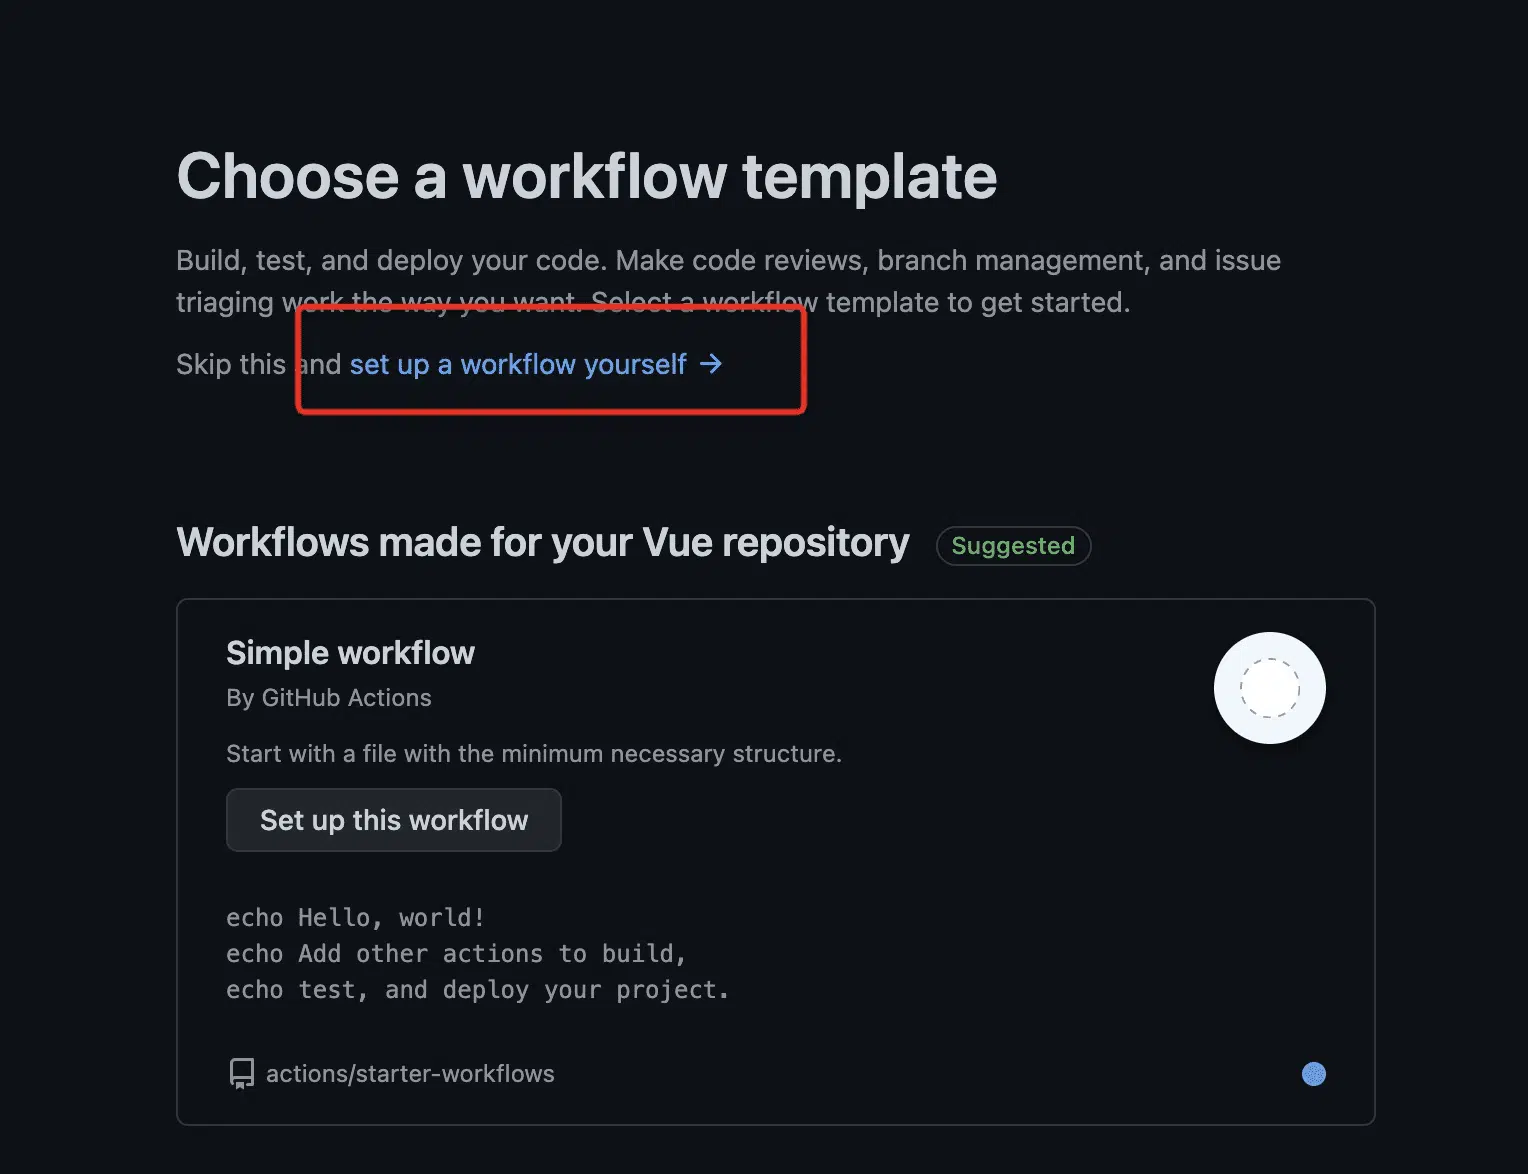 Choose a workflow template
Build, test, and deploy your code. Make code reviews, branch management, and issue
triaging work the way you want. Select a workflow template to get started.
Skip this and set up a workflow yourself →
Workflows made for your Vue repository Suggested
Simple workflow
By GitHub Actions
Start with a file with the minimum necessary structure.
Set up this workflow
echo Hello, world!
echo Add other actions to build,
echo test, and deploy your project.
actions/starter-workflows